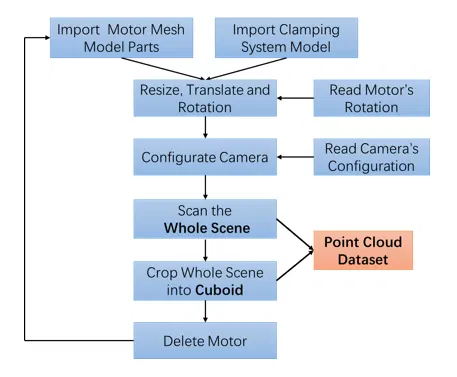 Import Motor Mesh
Model Parts
Import Clamping
System Model
Resize, Translate and
Rotation
Read Motor's
Rotation
Configurate Camera
Read Camera's
Configuration
Scan the
Whole Scene
Point Cloud
Dataset
Crop Whole Scene
into Cuboid
Delete Motor